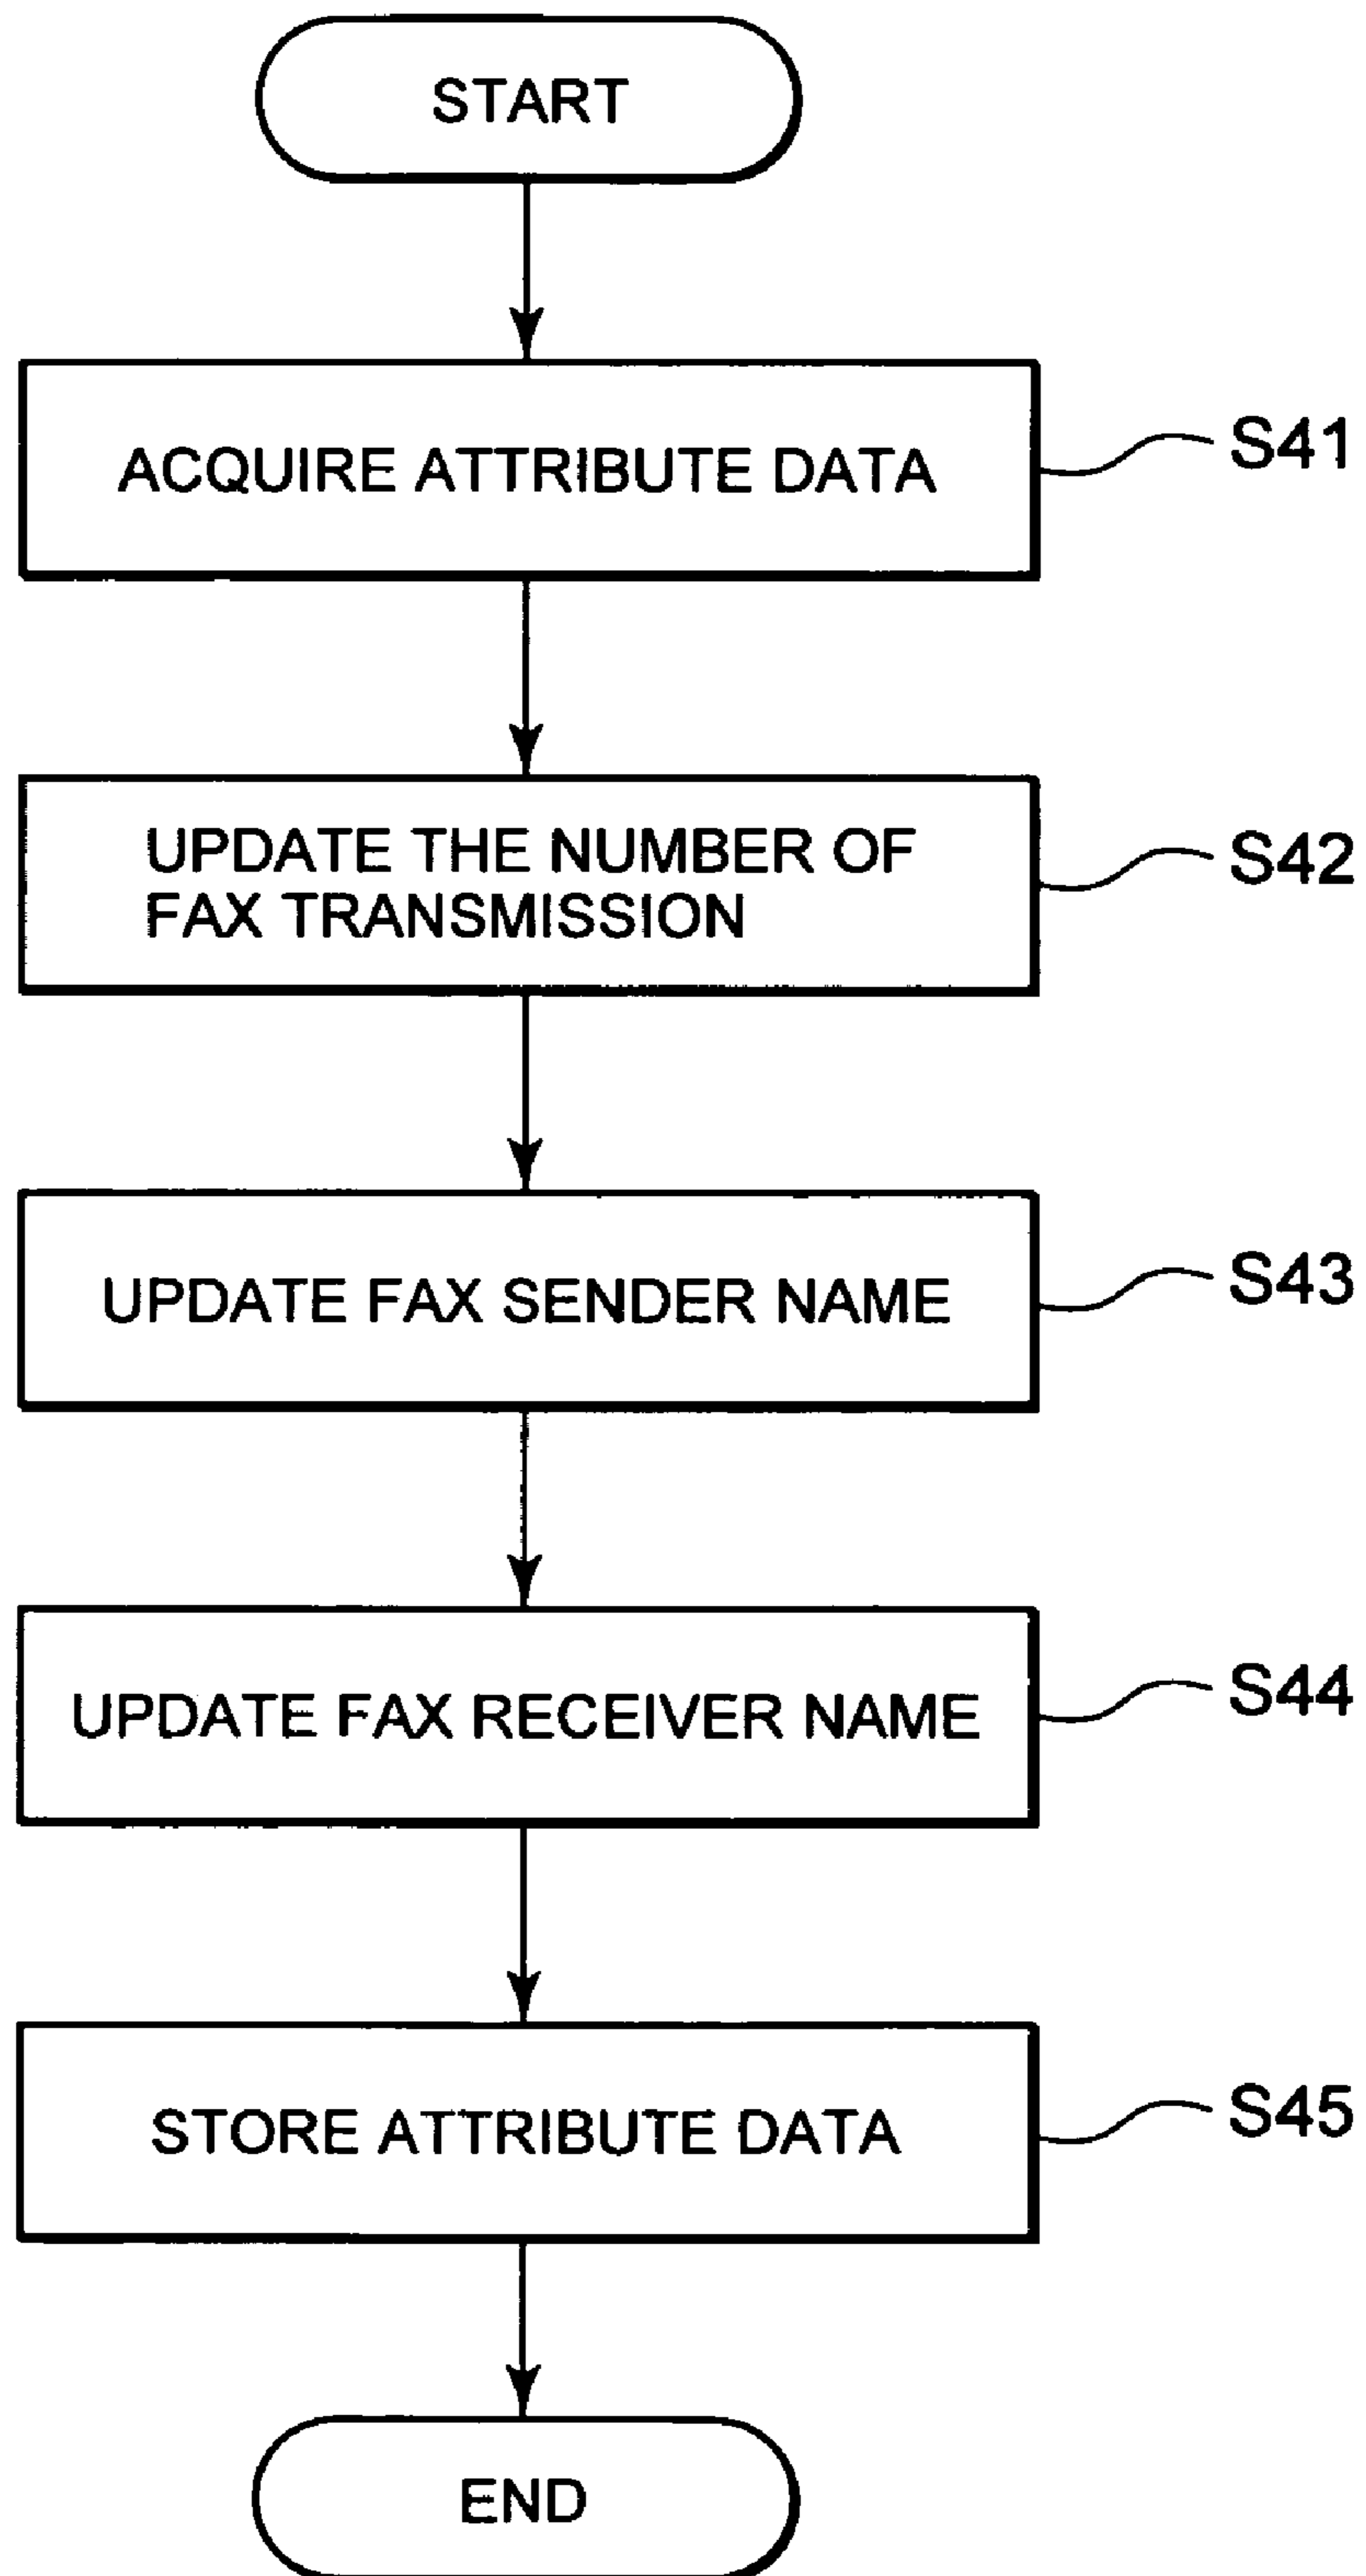 START
ACQUIRE ATTRIBUTE DATA
S41
UPDATE THE NUMBER OF
FAX TRANSMISSION
S42
UPDATE FAX SENDER NAME
S43
UPDATE FAX RECEIVER NAME
S44
STORE ATTRIBUTE DATA
S45
END